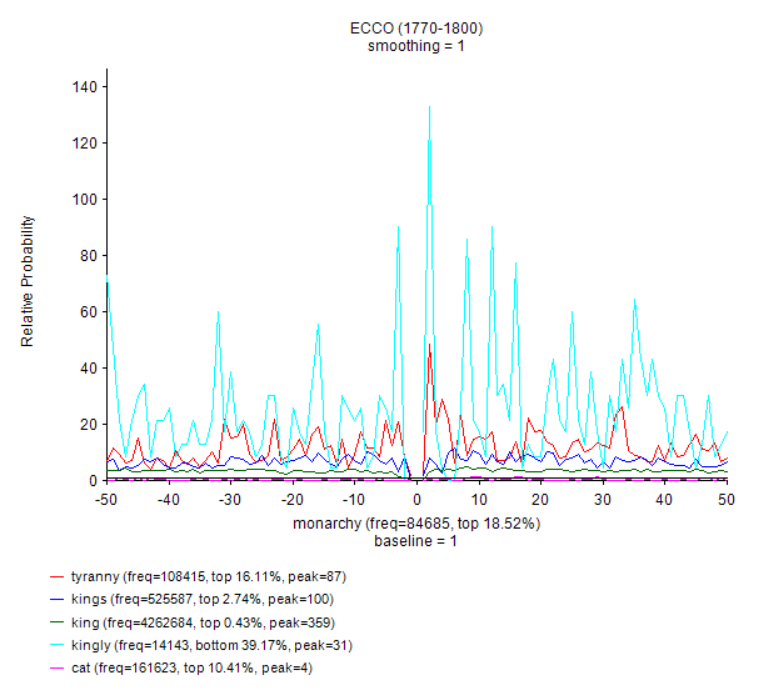 ECCO (1770-1800)
smoothing = 1
Relative Probability
140
120
100
80
60
40
20
0
-50 -40 -30 -20 -10 0 10 20 30 40 50
monarchy (freq=84685, top 18.52%)
baseline = 1
tyranny (freq=108415, top 16.11%, peak=87)
kings (freq=525587, top 2.74%, peak=100)
king (freq=4262684, top 0.43%, peak=359)
kingly (freq=14143, bottom 39.17%, peak=31)
cat (freq=161623, top 10.41%, peak=4)